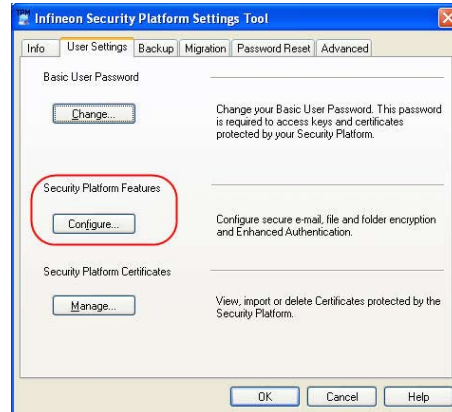 TPM
Infineon Security Platform Settings Tool
Info User Settings Backup Migration Password Reset Advanced
Basic User Password
Change...
Change your Basic User Password. This password
is required to access keys and certificates
protected by your Security Platform.
Security Platform Features
Configure...
Configure secure e-mail, file and folder encryption
and Enhanced Authentication.
Security Platform Certificates
Manage...
View, import or delete Certificates protected by the
Security Platform.
OK Cancel Help